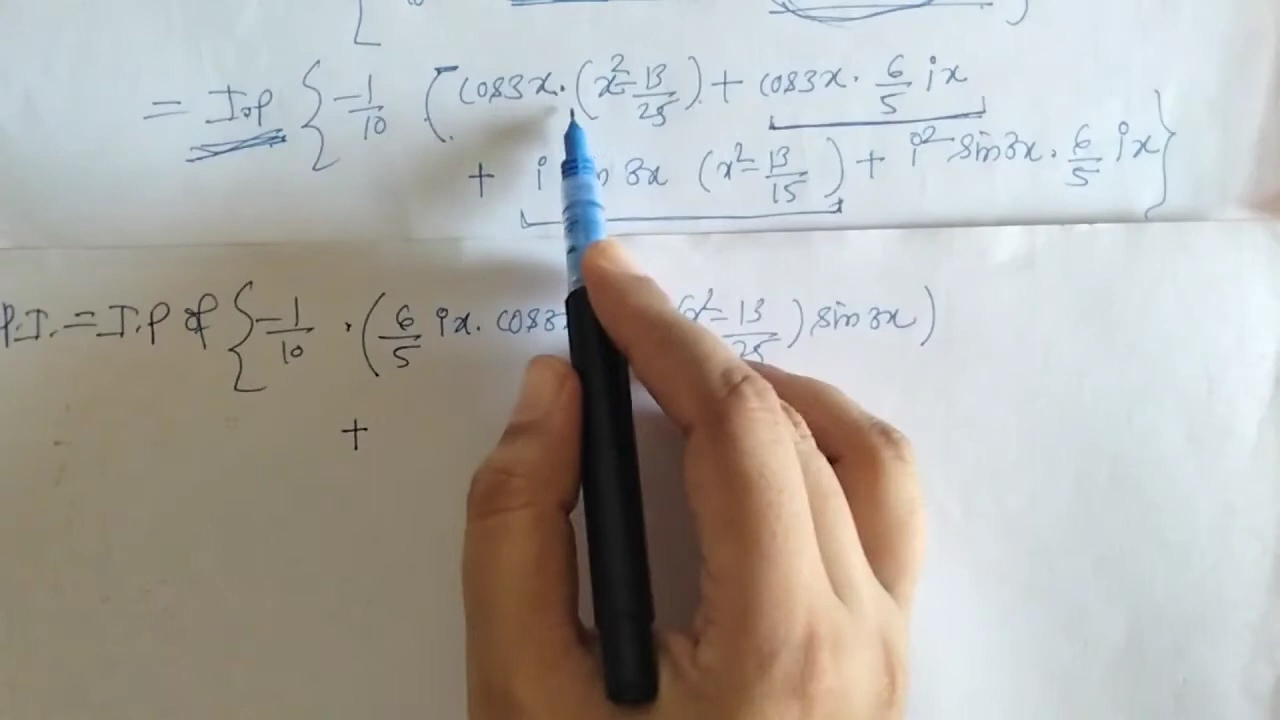 = I.P { -1/10 ( cos3x · (x² - 13/25) + cos3x · 6/5 ix
+ i 3x (x² - 13/15) + i² sin3x · 6/5 ix }
P.I. = I.P of { -1/10 · ( 6/5 ix · cos3 x² - 13/25 ) sin3x )
+